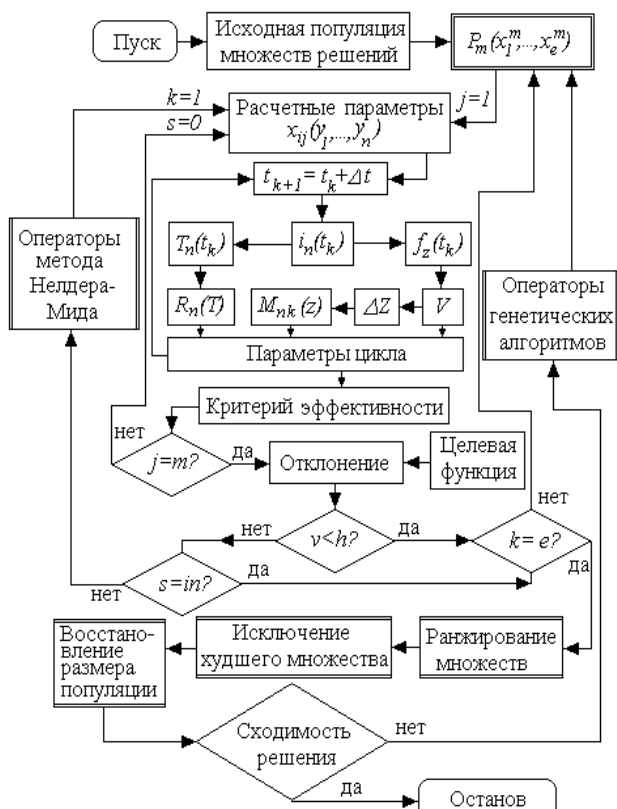 Пуск
Исходная популяция
множеств решений
P_m(x_1^m,...,x_e^m)
k=1
s=0
j=1
Расчетные параметры
x_ij(y_1,...,y_n)
t_k+1 = t_k + Δt
Операторы
метода
Нелдера-
Мида
T_n(t_k)
i_n(t_k)
f_z(t_k)
R_n(T)
M_nk(z)
ΔZ
V
Операторы
генетических
алгоритмов
Параметры цикла
Критерий эффективности
нет
j=m?
да
Отклонение
Целевая
функция
нет
v<h?
да
k=e?
нет
да
нет
s=in?
да
Восстано-
вление
размера
популяции
Исключение
худшего множества
Ранжирование
множеств
Сходимость
решения
нет
да
Останов